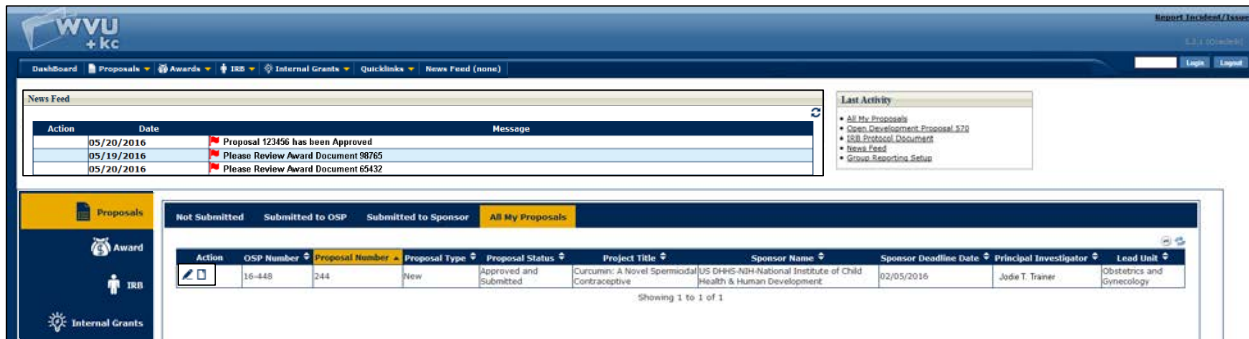 WVU
+ kc
Report Incident/Issue
DashBoard Proposals Awards IRB Internal Grants Quicklinks News Feed (none)
Login Logout
News Feed
Action Date Message
05/20/2016 Proposal 123456 has been Approved
05/19/2016 Please Review Award Document 98765
05/20/2016 Please Review Award Document 65432
Last Activity
All My Proposals
Open Development Proposal 570
IRB Protocol Document
News Feed
Group Reporting Setup
Proposals
Award
IRB
Internal Grants
Not Submitted Submitted to OSP Submitted to Sponsor All My Proposals
Action OSP Number Proposal Number Proposal Type Proposal Status Project Title Sponsor Name Sponsor Deadline Date Principal Investigator Lead Unit
16-448 244 New Approved and Submitted Curcumin: A Novel Spermicidal Contraceptive US DHHS-NIH-National Institute of Child Health & Human Development 02/05/2016 Jodie T. Trainer Obstetrics and Gynecology
Showing 1 to 1 of 1